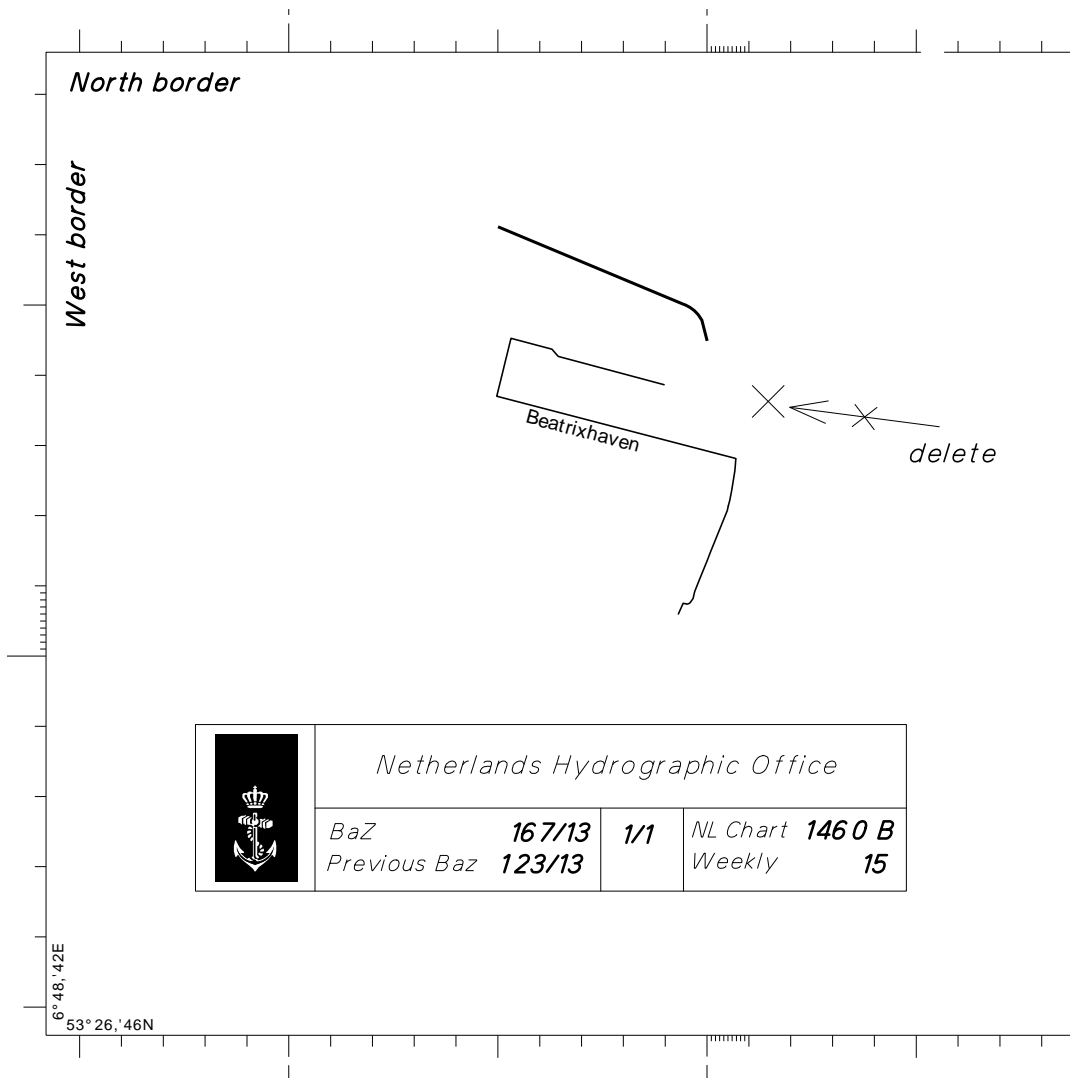 North border
West border
Beatrixhaven
delete
Netherlands Hydrographic Office
BaZ 167/13
Previous Baz 123/13
1/1
NL Chart 1460 B
Weekly 15
6°48,'42E
53°26,'46N